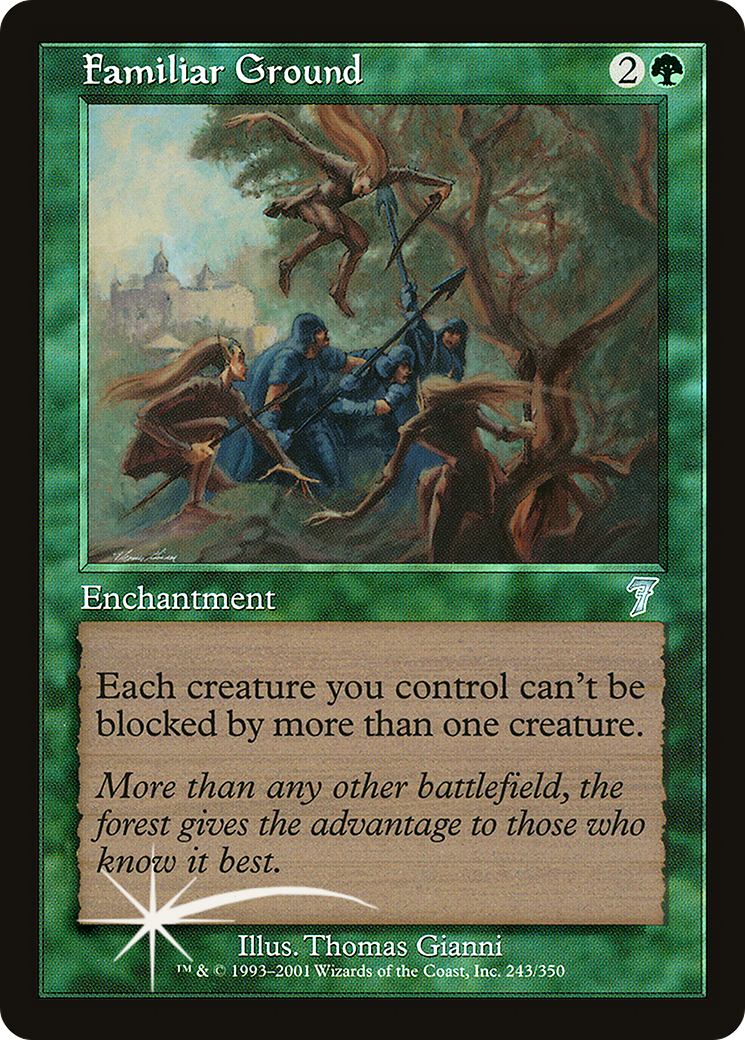 Familiar Ground
2
Enchantment
7
Each creature you control can't be
blocked by more than one creature.
More than any other battlefield, the
forest gives the advantage to those who
know it best.
Illus. Thomas Gianni
™ & © 1993–2001 Wizards of the Coast, Inc. 243/350